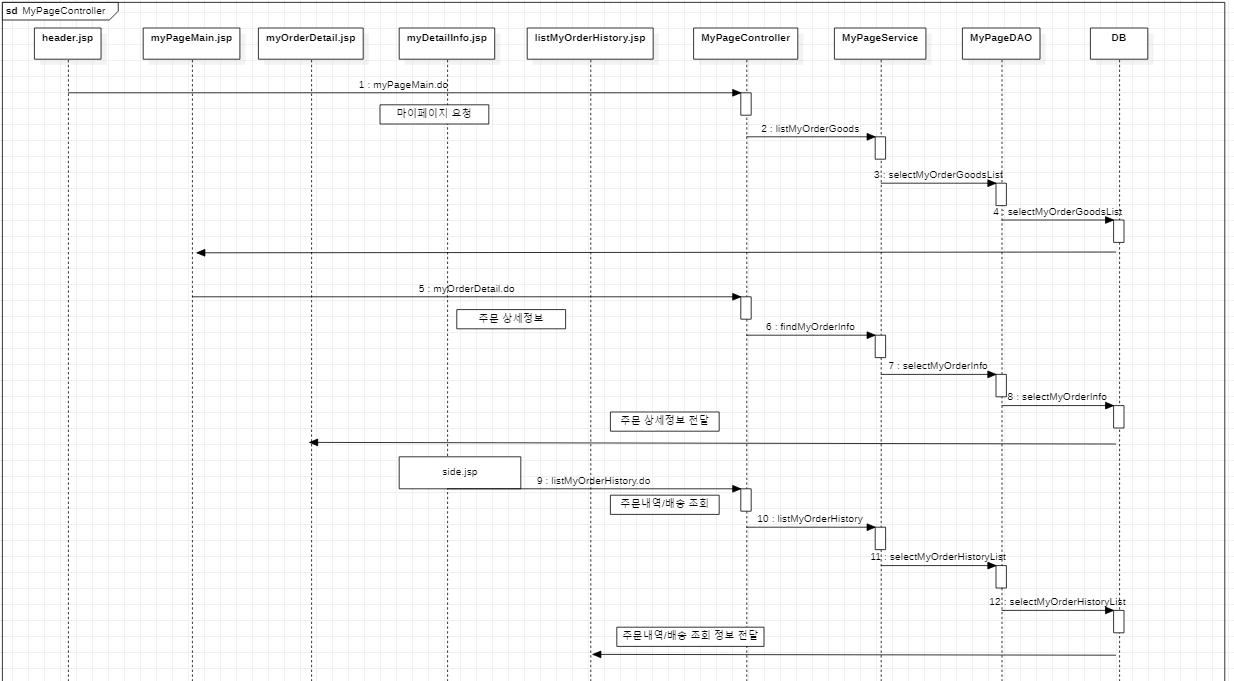 sd MyPageController
header.jsp
myPageMain.jsp
myOrderDetail.jsp
myDetailInfo.jsp
listMyOrderHistory.jsp
MyPageController
MyPageService
MyPageDAO
DB
1 : myPageMain.do
마이페이지 요청
2 : listMyOrderGoods
3 : selectMyOrderGoodsList
4 : selectMyOrderGoodsList
5 : myOrderDetail.do
주문 상세정보
6 : findMyOrderInfo
7 : selectMyOrderInfo
8 : selectMyOrderInfo
주문 상세정보 전달
side.jsp
9 : listMyOrderHistory.do
주문내역/배송 조회
10 : listMyOrderHistory
11 : selectMyOrderHistoryList
12 : selectMyOrderHistoryList
주문내역/배송 조회 정보 전달